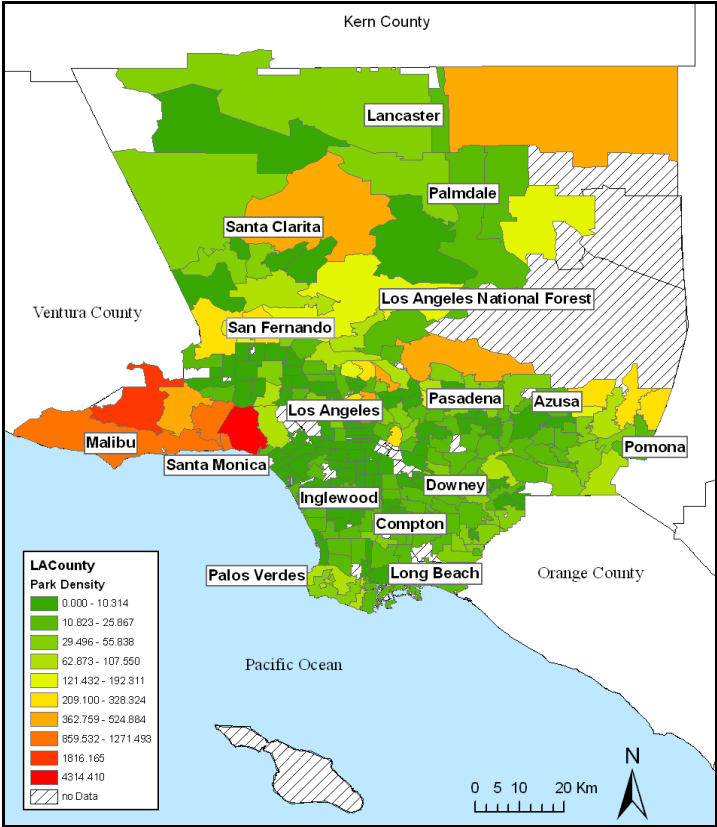 Kern County
Lancaster
Palmdale
Santa Clarita
Los Angeles National Forest
Ventura County
San Fernando
Pasadena
Azusa
Los Angeles
Malibu
Pomona
Santa Monica
Downey
Inglewood
Compton
Palos Verdes
Long Beach
Orange County
LACounty
Park Density
0.000 - 10.314
10.823 - 25.867
29.496 - 55.838
62.873 - 107.550
121.432 - 192.311
209.100 - 328.324
362.759 - 524.884
859.532 - 1271.493
1816.165
4314.410
no Data
Pacific Ocean
N
0 5 10 20 Km